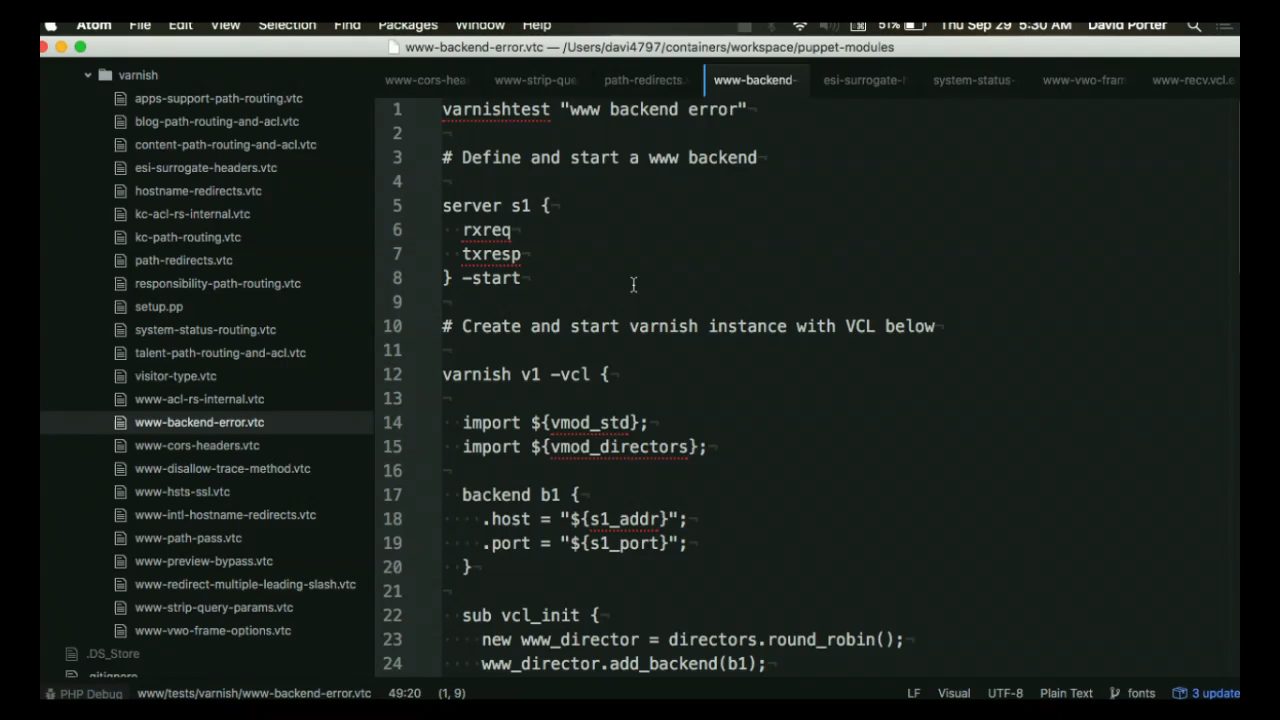 Atom File Edit View Selection Find Packages Window Help 51% Thu Sep 29 5:30 AM David Porter
www-backend-error.vtc — /Users/davi4797/containers/workspace/puppet-modules
www-cors-hea www-strip-que path-redirects. www-backend- esi-surrogate-h system-status- www-vwo-fram www-recv.vcl.e
varnish
apps-support-path-routing.vtc
blog-path-routing-and-acl.vtc
content-path-routing-and-acl.vtc
esi-surrogate-headers.vtc
hostname-redirects.vtc
kc-acl-rs-internal.vtc
kc-path-routing.vtc
path-redirects.vtc
responsibility-path-routing.vtc
setup.pp
system-status-routing.vtc
talent-path-routing-and-acl.vtc
visitor-type.vtc
www-acl-rs-internal.vtc
www-backend-error.vtc
www-cors-headers.vtc
www-disallow-trace-method.vtc
www-hsts-ssl.vtc
www-intl-hostname-redirects.vtc
www-path-pass.vtc
www-preview-bypass.vtc
www-redirect-multiple-leading-slash.vtc
www-strip-query-params.vtc
www-vwo-frame-options.vtc
.DS_Store
.gitignore
1 varnishtest "www backend error"
2
3 # Define and start a www backend
4
5 server s1 {
6 rxreq
7 txresp
8 } -start
9
10 # Create and start varnish instance with VCL below
11
12 varnish v1 -vcl {
13
14 import ${vmod_std};
15 import ${vmod_directors};
16
17 backend b1 {
18 .host = "${s1_addr}";
19 .port = "${s1_port}";
20 }
21
22 sub vcl_init {
23 new www_director = directors.round_robin();
24 www_director.add_backend(b1);
PHP Debug www/tests/varnish/www-backend-error.vtc 49:20 (1, 9) LF Visual UTF-8 Plain Text fonts 3 update